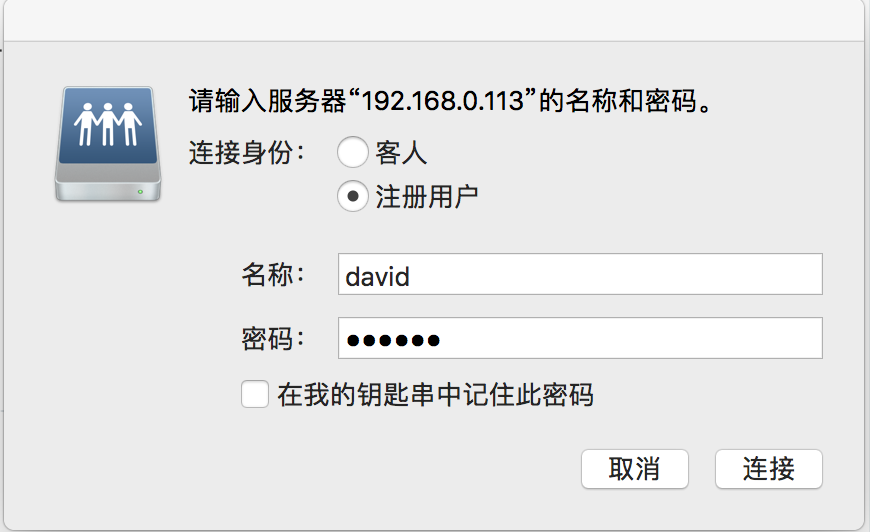 请输入服务器“192.168.0.113”的名称和密码。
连接身份： 客人
注册用户
名称： david
密码： ●●●●●●
在我的钥匙串中记住此密码
取消 连接